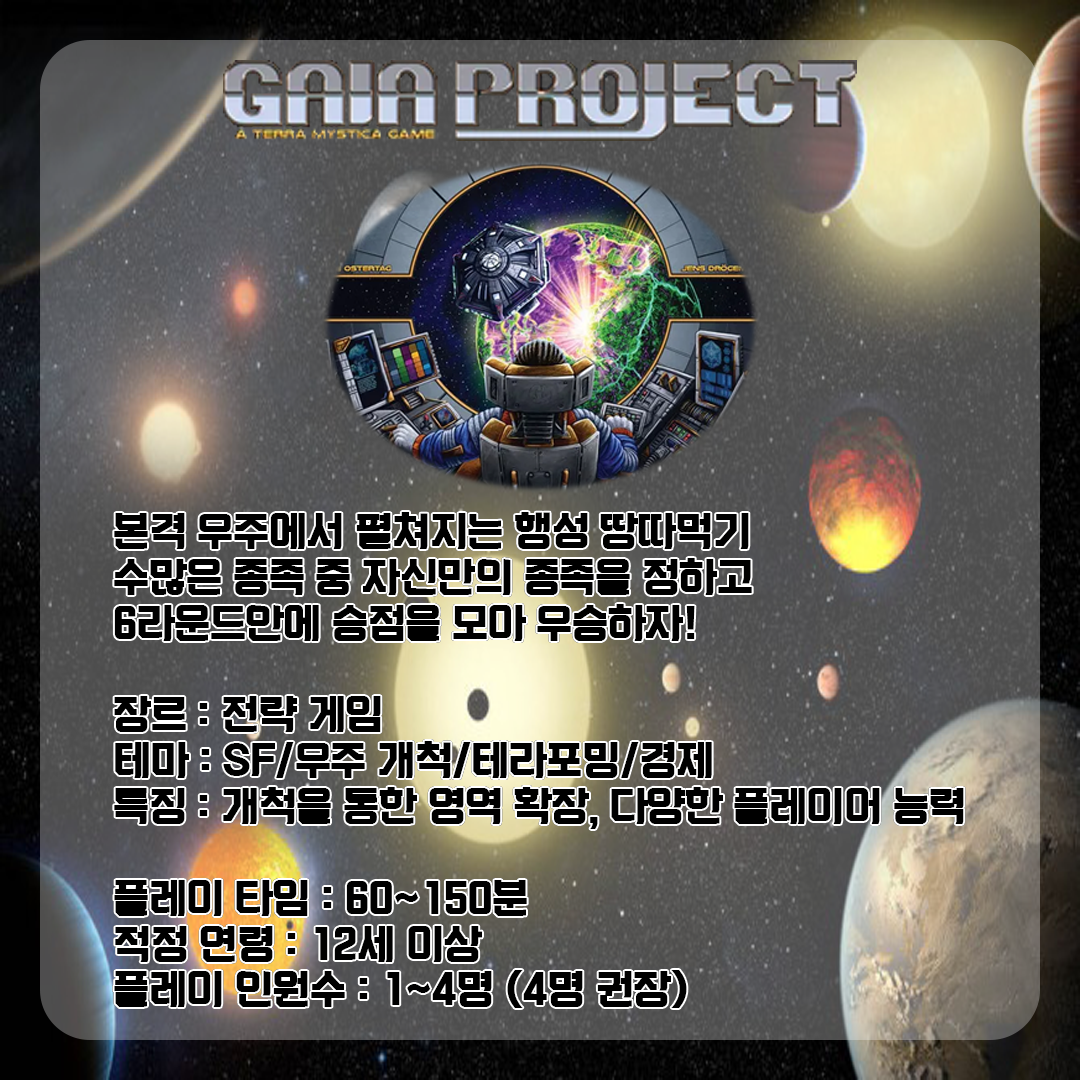 GAIA PROJECT
A TERRA MYSTICA GAME
OSTERTAG
JENS DRÖGE
본격 우주에서 펼쳐지는 행성 땅따먹기
수많은 종족 중 자신만의 종족을 정하고
6라운드안에 승점을 모아 우승하자!
장르 : 전략 게임
테마 : SF/우주 개척/테라포밍/경제
특징 : 개척을 통한 영역 확장, 다양한 플레이어 능력
플레이 타임 : 60~150분
적정 연령 : 12세 이상
플레이 인원수 : 1~4명 (4명 권장)